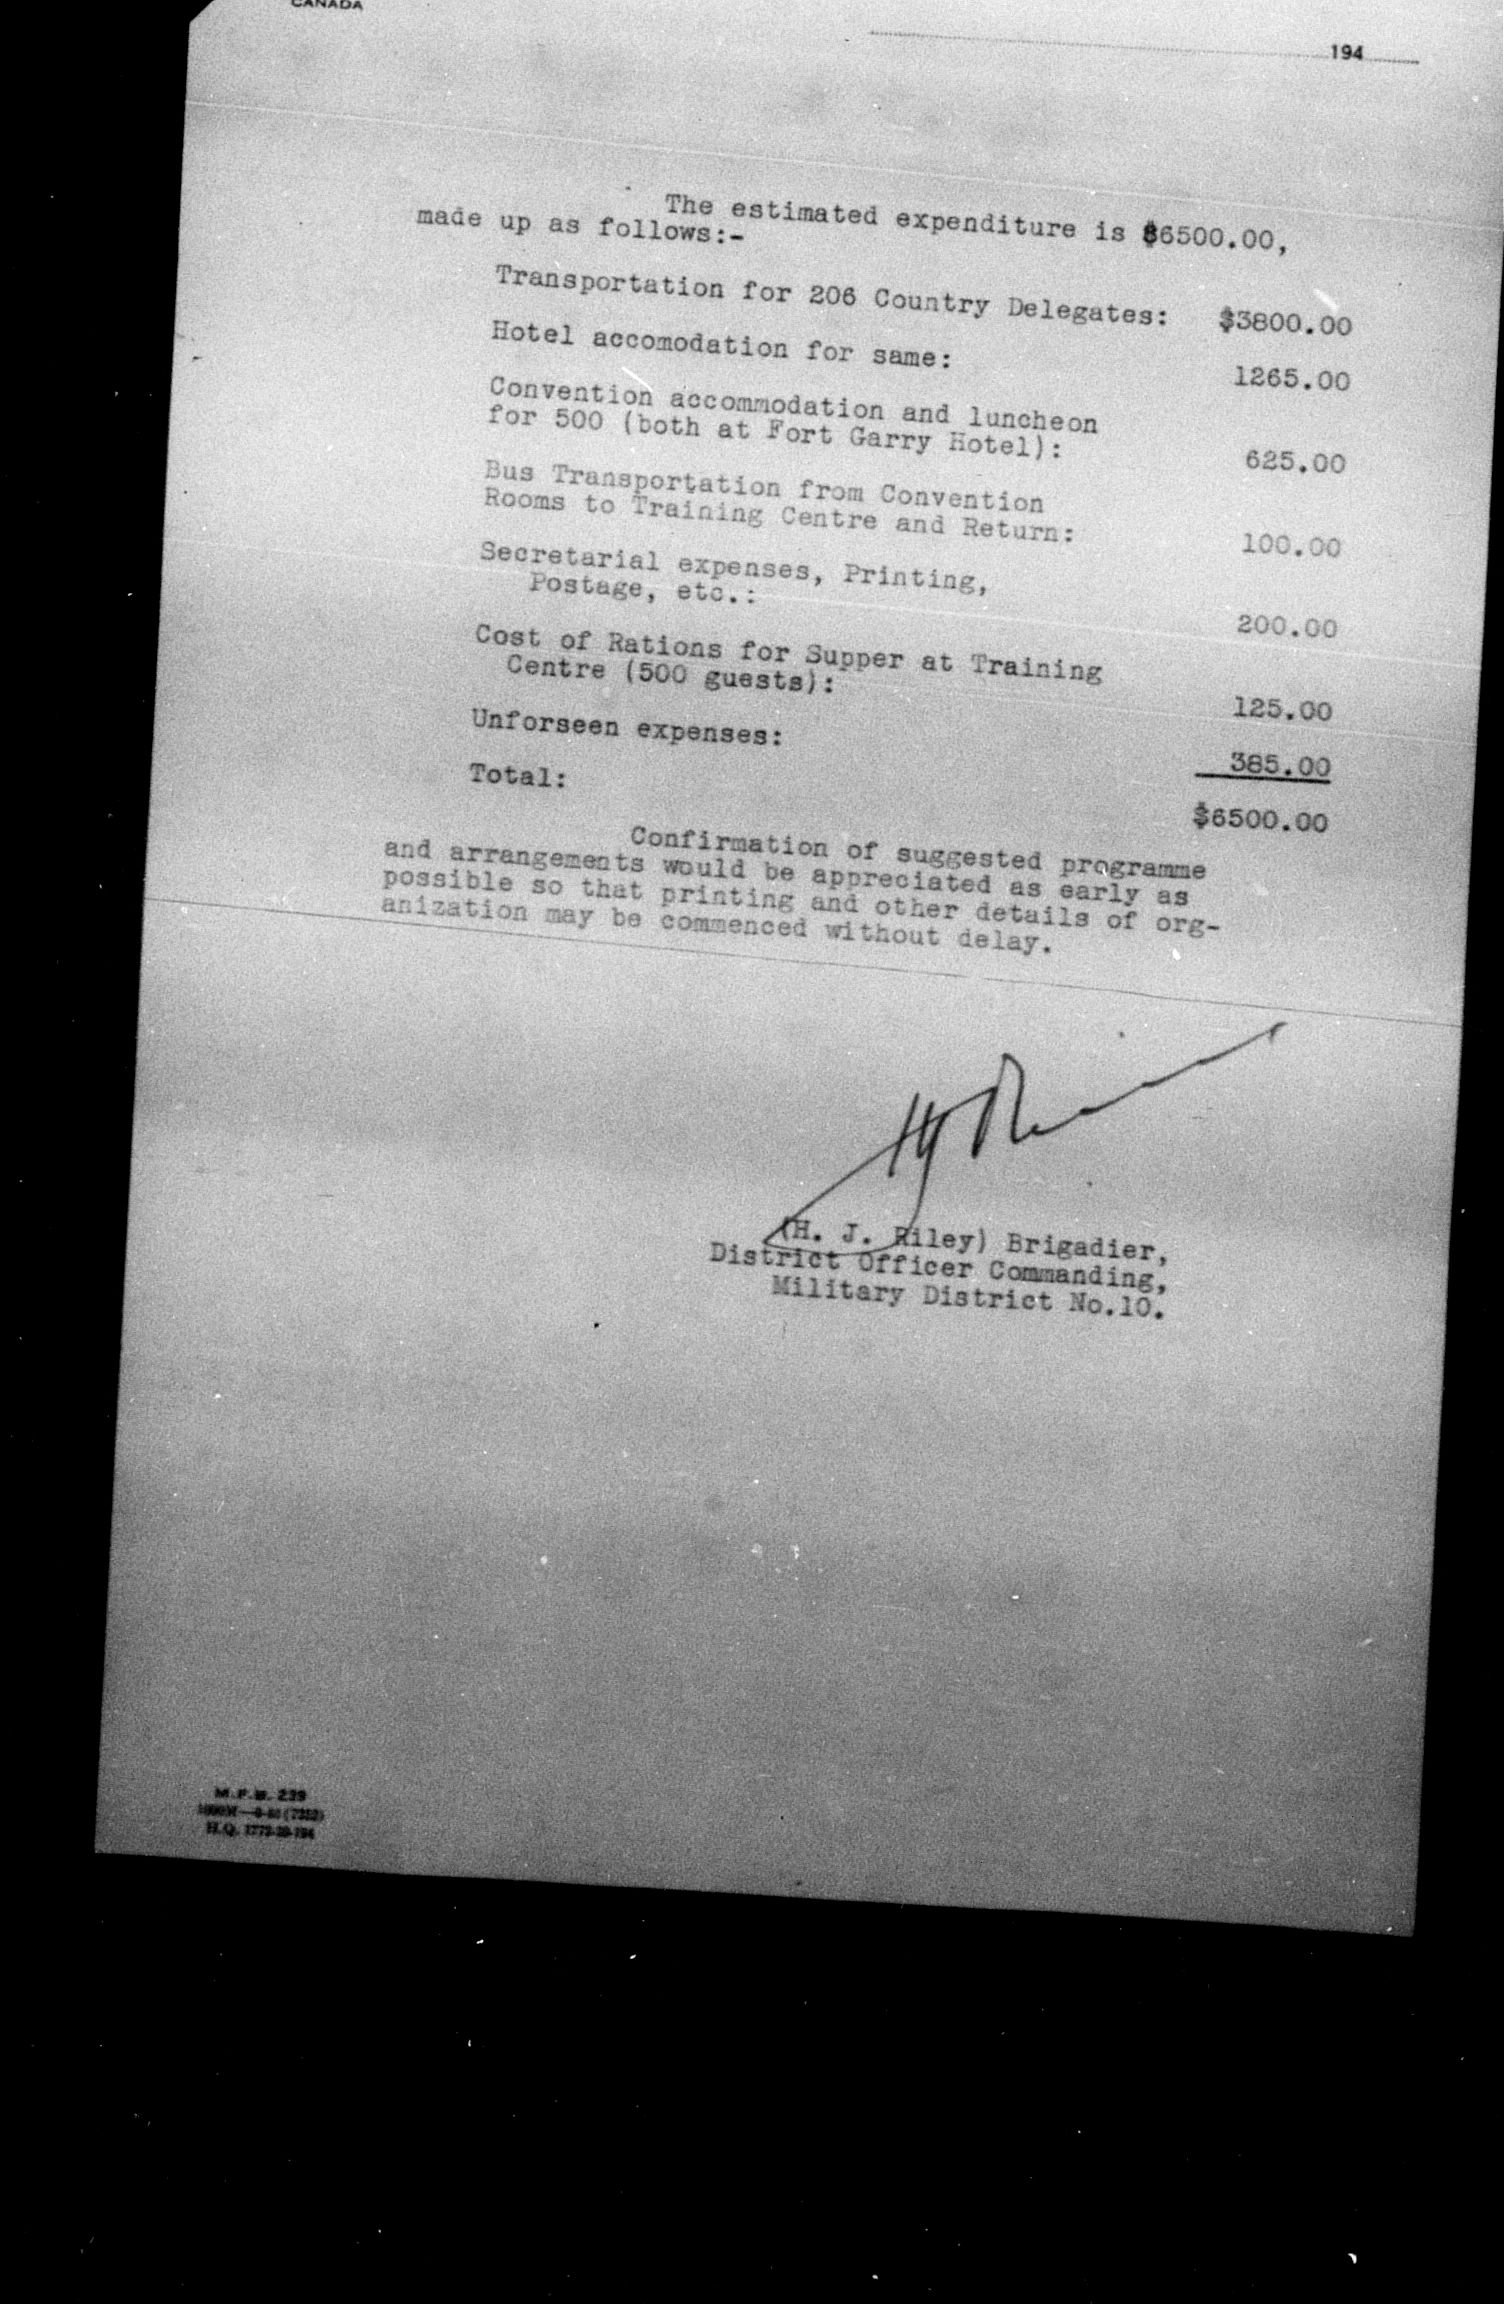 CANADA
194
The estimated expenditure is $6500.00,
made up as follows:-
Transportation for 206 Country Delegates: $3800.00
Hotel accomodation for same: 1265.00
Convention accommodation and luncheon
for 500 (both at Fort Garry Hotel): 625.00
Bus Transportation from Convention
Rooms to Training Centre and Return: 100.00
Secretarial expenses, Printing,
Postage, etc.: 200.00
Cost of Rations for Supper at Training
Centre (500 guests): 125.00
Unforseen expenses: 385.00
Total: $6500.00
Confirmation of suggested programme
and arrangements would be appreciated as early as
possible so that printing and other details of org-
anization may be commenced without delay.
(H. J. Riley) Brigadier,
District Officer Commanding,
Military District No.10.
M.F.B. 239
H.Q.